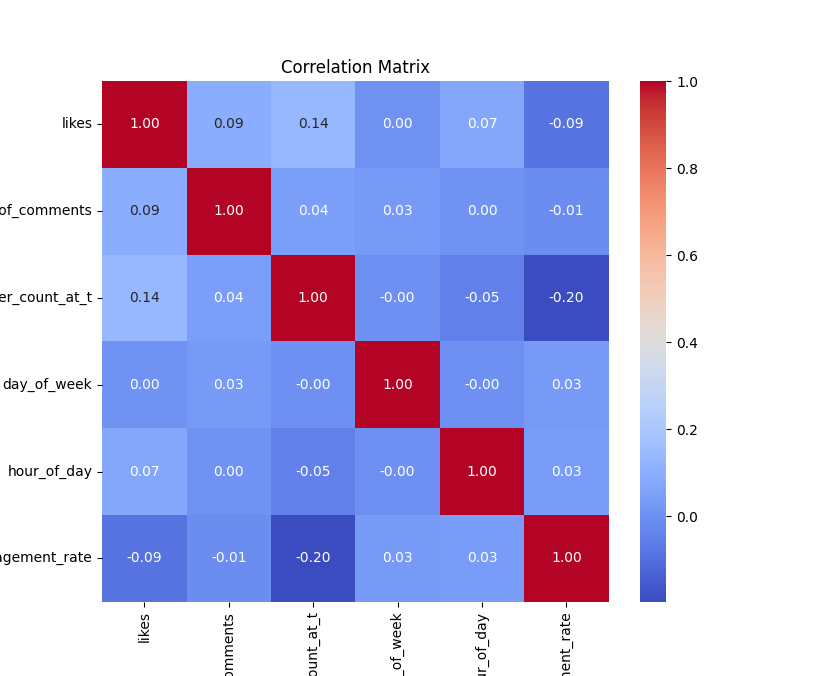 Correlation Matrix
likes 1.00 0.09 0.14 0.00 0.07 -0.09
of_comments 0.09 1.00 0.04 0.03 0.00 -0.01
er_count_at_t 0.14 0.04 1.00 -0.00 -0.05 -0.20
day_of_week 0.00 0.03 -0.00 1.00 -0.00 0.03
hour_of_day 0.07 0.00 -0.05 -0.00 1.00 0.03
agement_rate -0.09 -0.01 -0.20 0.03 0.03 1.00
likes
omments
ount_at_t
_of_week
ur_of_day
ment_rate
1.0
0.8
0.6
0.4
0.2
0.0